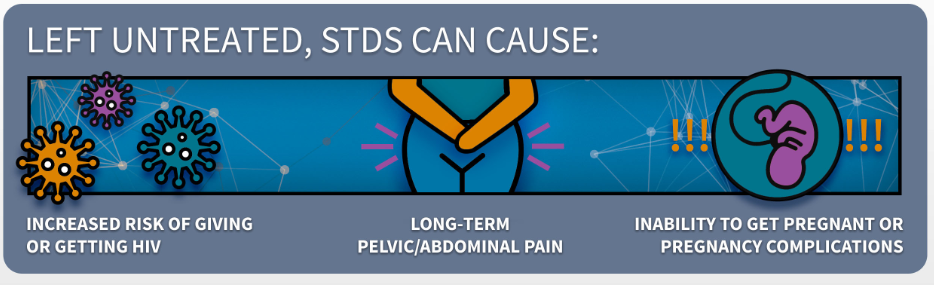 LEFT UNTREATED, STDS CAN CAUSE:
!!! !!!
INCREASED RISK OF GIVING
OR GETTING HIV
LONG-TERM
PELVIC/ABDOMINAL PAIN
INABILITY TO GET PREGNANT OR
PREGNANCY COMPLICATIONS